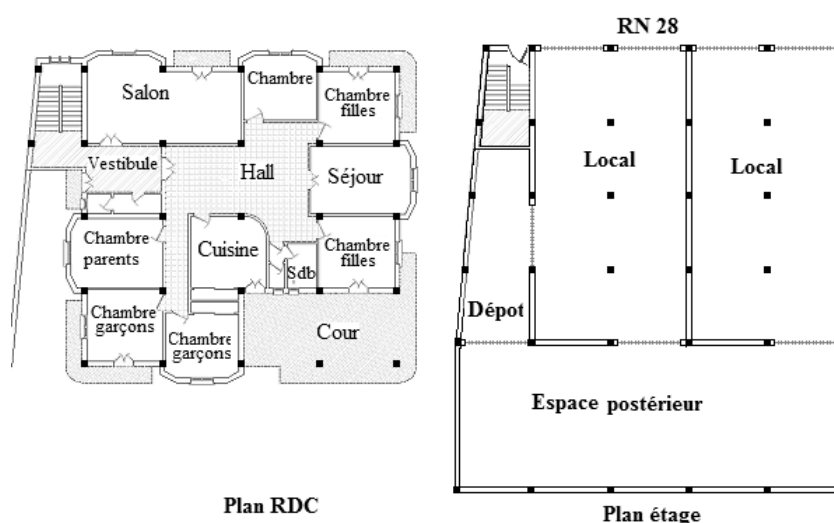 Salon
Chambre
Chambre
filles
Vestibule
Hall
Séjour
Chambre
parents
Cuisine
Sdb
Chambre
filles
Chambre
garçons
Chambre
garçons
Cour
Plan RDC
RN 28
Local
Local
Dépot
Espace postérieur
Plan étage